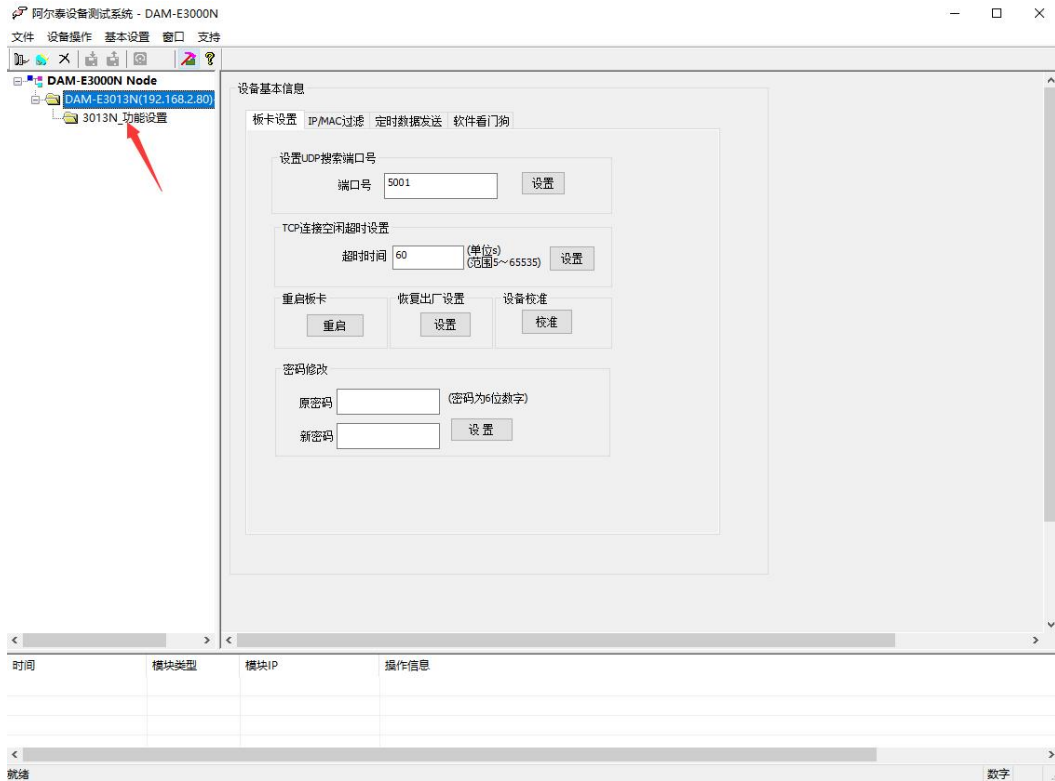 阿尔泰设备测试系统 - DAM-E3000N
文件 设备操作 基本设置 窗口 支持
DAM-E3000N Node
DAM-E3013N(192.168.2.80)
3013N_功能设置
设备基本信息
板卡设置 IP/MAC过滤 定时数据发送 软件看门狗
设置UDP搜索端口号
端口号 5001 设置
TCP连接空闲超时设置
超时时间 60 (单位s)
(范围5~65535) 设置
重启板卡 恢复出厂设置 设备校准
重启 设置 校准
密码修改
原密码 (密码为6位数字)
新密码 设 置
时间 模块类型 模块IP 操作信息
就绪 数字